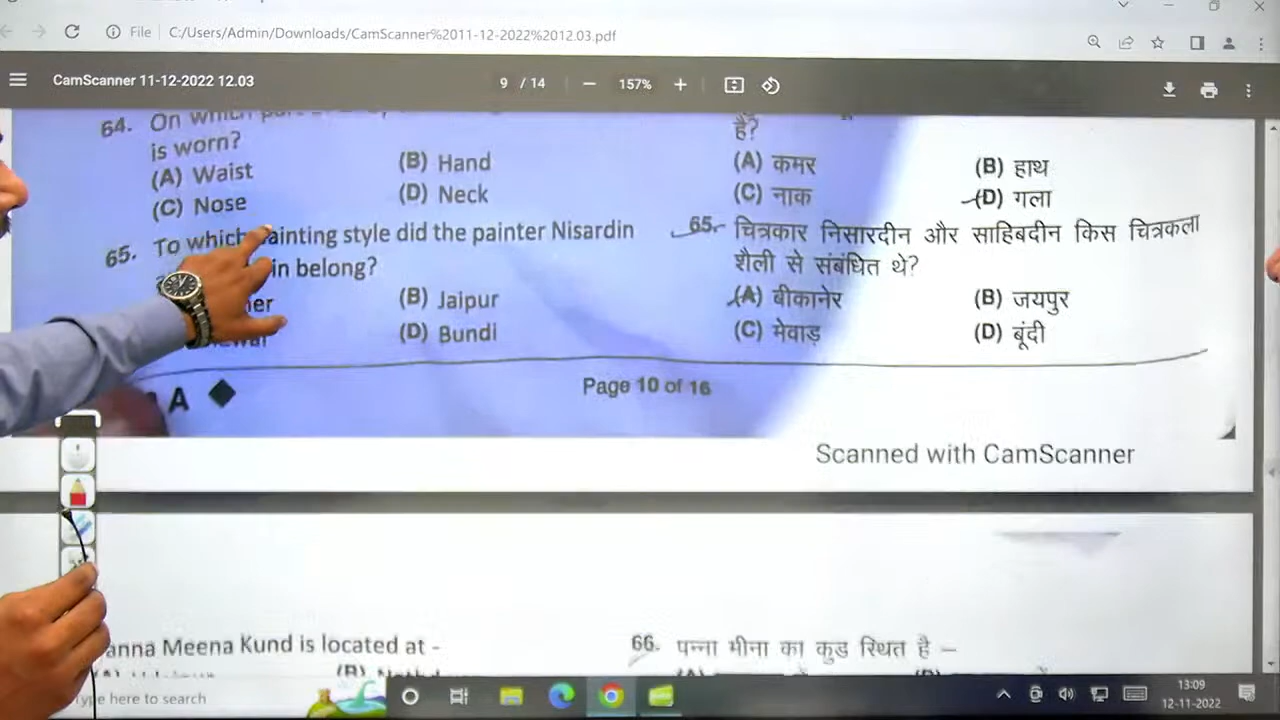 File C:/Users/Admin/Downloads/CamScanner%2011-12-2022%2012.03.pdf
CamScanner 11-12-2022 12.03
9 / 14
157%
64. On which
is worn?
(A) Waist
(B) Hand
(C) Nose
(D) Neck
65. To which painting style did the painter Nisardin
in belong?
(B) Jaipur
(D) Bundi
है?
(A) कमर
(B) हाथ
(C) नाक
(D) गला
65. चित्रकार निसारदीन और साहिबदीन किस चित्रकला
शैली से संबंधित थे?
(A) बीकानेर
(B) जयपुर
(C) मेवाड़
(D) बूंदी
A
Page 10 of 16
Scanned with CamScanner
anna Meena Kund is located at -
(B)
66. पन्ना मीना का कुड स्थित है –
Type here to search
13:09
12-11-2022